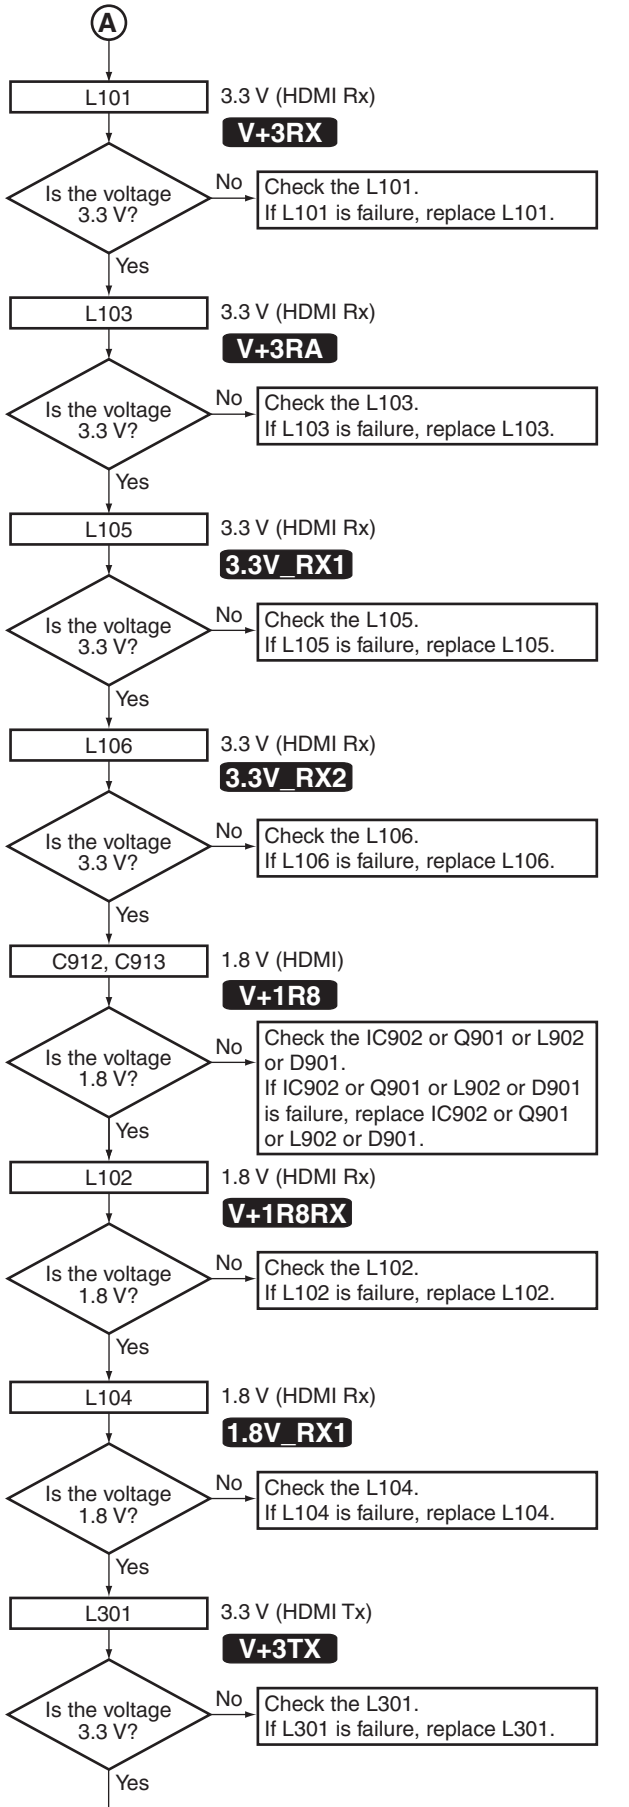 A
L101
3.3 V (HDMI Rx)
V+3RX
Is the voltage
3.3 V?
No
Check the L101.
If L101 is failure, replace L101.
Yes
L103
3.3 V (HDMI Rx)
V+3RA
Is the voltage
3.3 V?
No
Check the L103.
If L103 is failure, replace L103.
Yes
L105
3.3 V (HDMI Rx)
3.3V_RX1
Is the voltage
3.3 V?
No
Check the L105.
If L105 is failure, replace L105.
Yes
L106
3.3 V (HDMI Rx)
3.3V_RX2
Is the voltage
3.3 V?
No
Check the L106.
If L106 is failure, replace L106.
Yes
C912, C913
1.8 V (HDMI)
V+1R8
Is the voltage
1.8 V?
No
Check the IC902 or Q901 or L902
or D901.
If IC902 or Q901 or L902 or D901
is failure, replace IC902 or Q901
or L902 or D901.
Yes
L102
1.8 V (HDMI Rx)
V+1R8RX
Is the voltage
1.8 V?
No
Check the L102.
If L102 is failure, replace L102.
Yes
L104
1.8 V (HDMI Rx)
1.8V_RX1
Is the voltage
1.8 V?
No
Check the L104.
If L104 is failure, replace L104.
Yes
L301
3.3 V (HDMI Tx)
V+3TX
Is the voltage
3.3 V?
No
Check the L301.
If L301 is failure, replace L301.
Yes